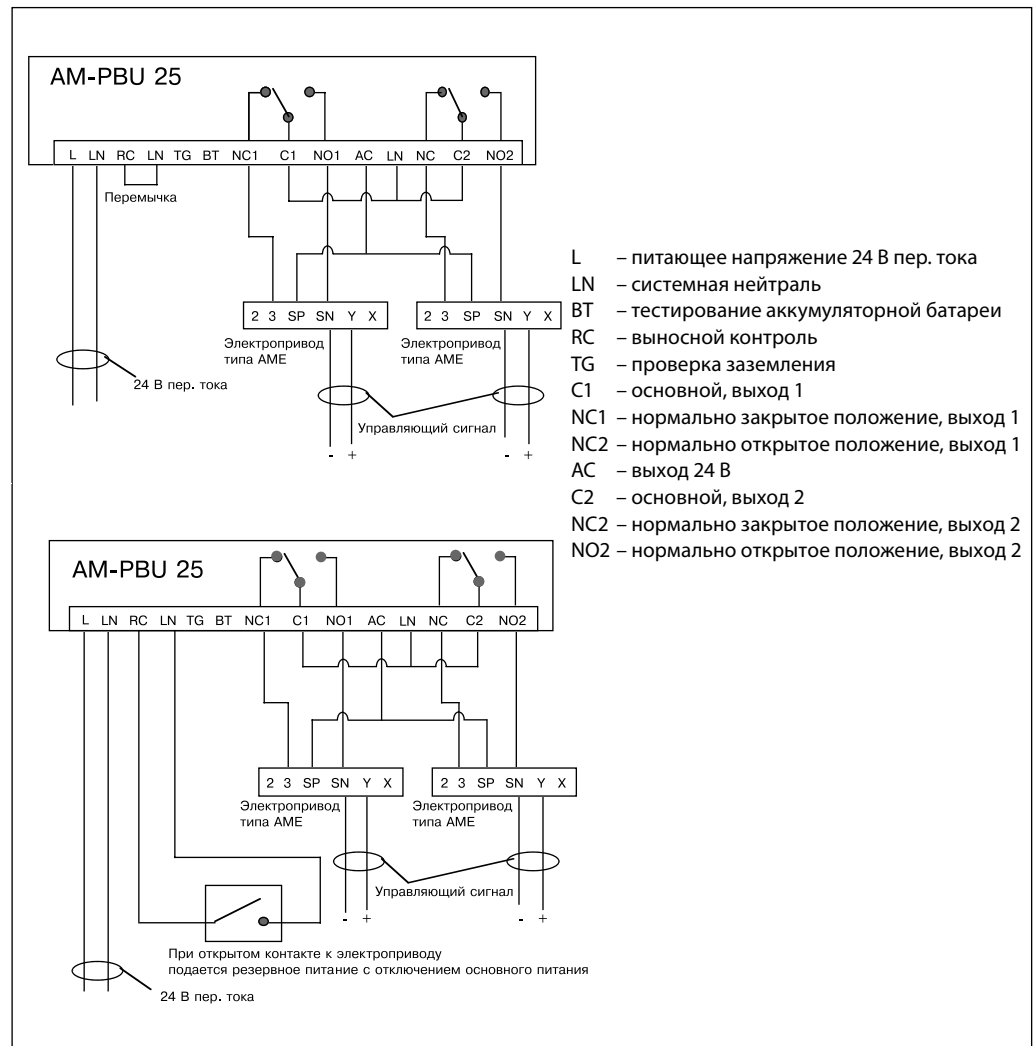 AM-PBU 25
L LN RC LN TG BT NC1 C1 NO1 AC LN NC C2 NO2
Перемычка
2 3 SP SN Y X
2 3 SP SN Y X
Электропривод
типа AME
Электропривод
типа AME
24 В пер. тока
Управляющий сигнал
- +
- +
L – питающее напряжение 24 В пер. тока
LN – системная нейтраль
BT – тестирование аккумуляторной батареи
RC – выносной контроль
TG – проверка заземления
C1 – основной, выход 1
NC1 – нормально закрытое положение, выход 1
NC2 – нормально открытое положение, выход 1
AC – выход 24 В
C2 – основной, выход 2
NC2 – нормально закрытое положение, выход 2
NO2 – нормально открытое положение, выход 2
AM-PBU 25
L LN RC LN TG BT NC1 C1 NO1 AC LN NC C2 NO2
2 3 SP SN Y X
2 3 SP SN Y X
Электропривод
типа AME
Электропривод
типа AME
Управляющий сигнал
- +
- +
При открытом контакте к электроприводу
подается резервное питание с отключением основного питания
24 В пер. тока